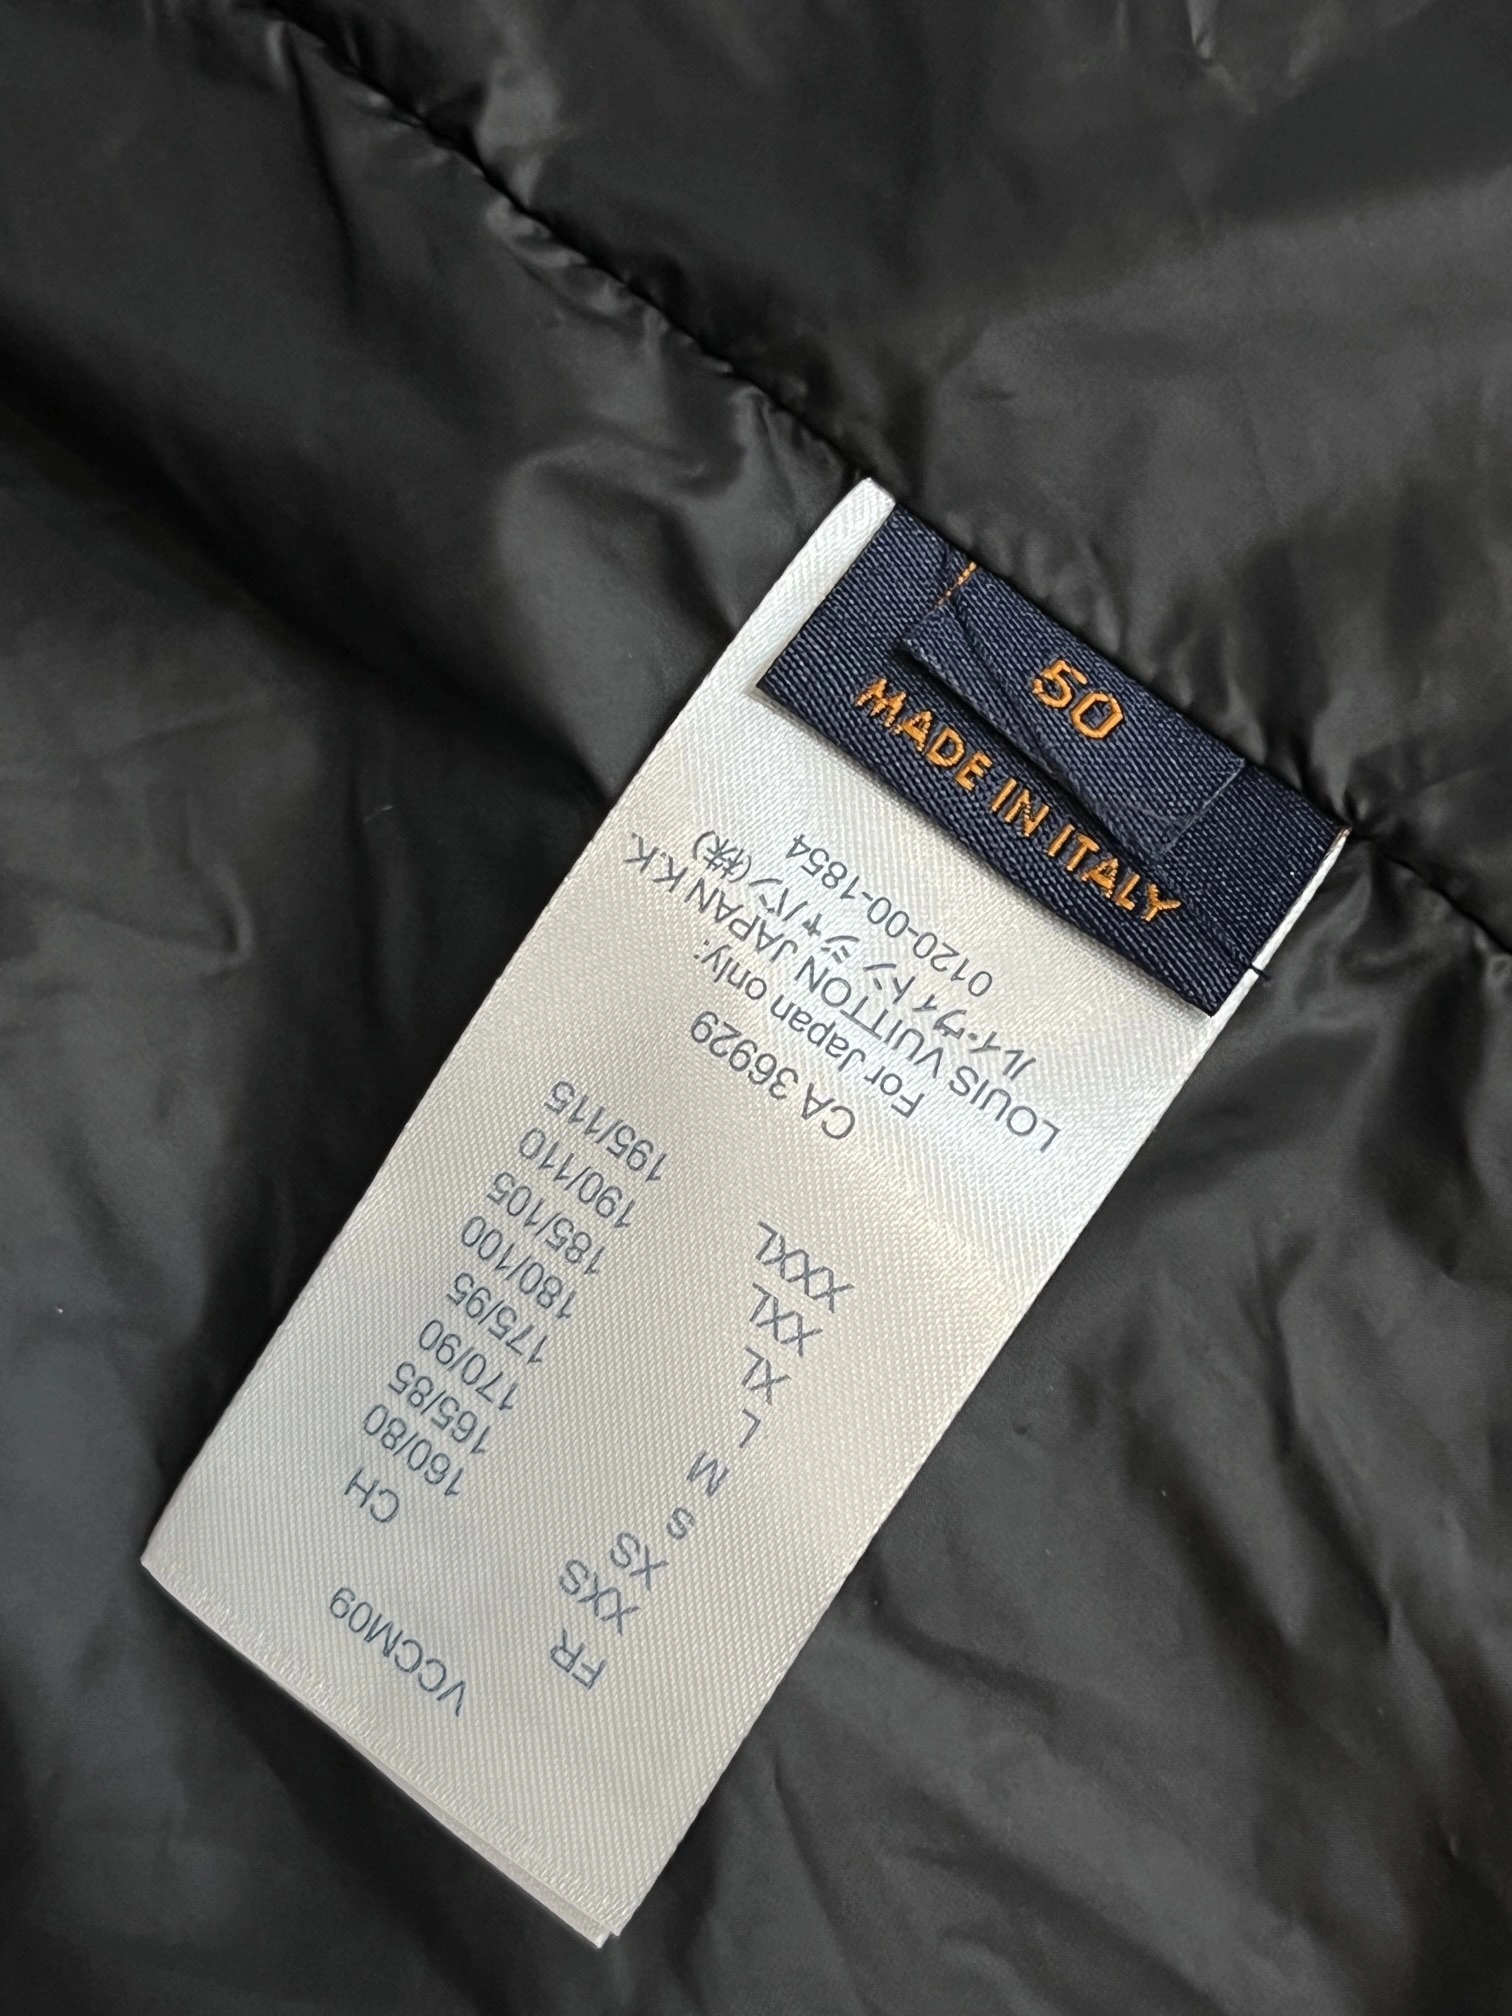 50
MADE IN ITALY
VCCM09
FR CH
XXS 160/80
XS 165/85
S 170/90
M 175/95
L 180/100
XL 185/105
XXL 190/110
XXXL 195/115
CA 36929
For Japan only:
LOUIS VUITTON JAPAN K.K.
ルイ・ヴィトン ジャパン(株)
0120-00-1854